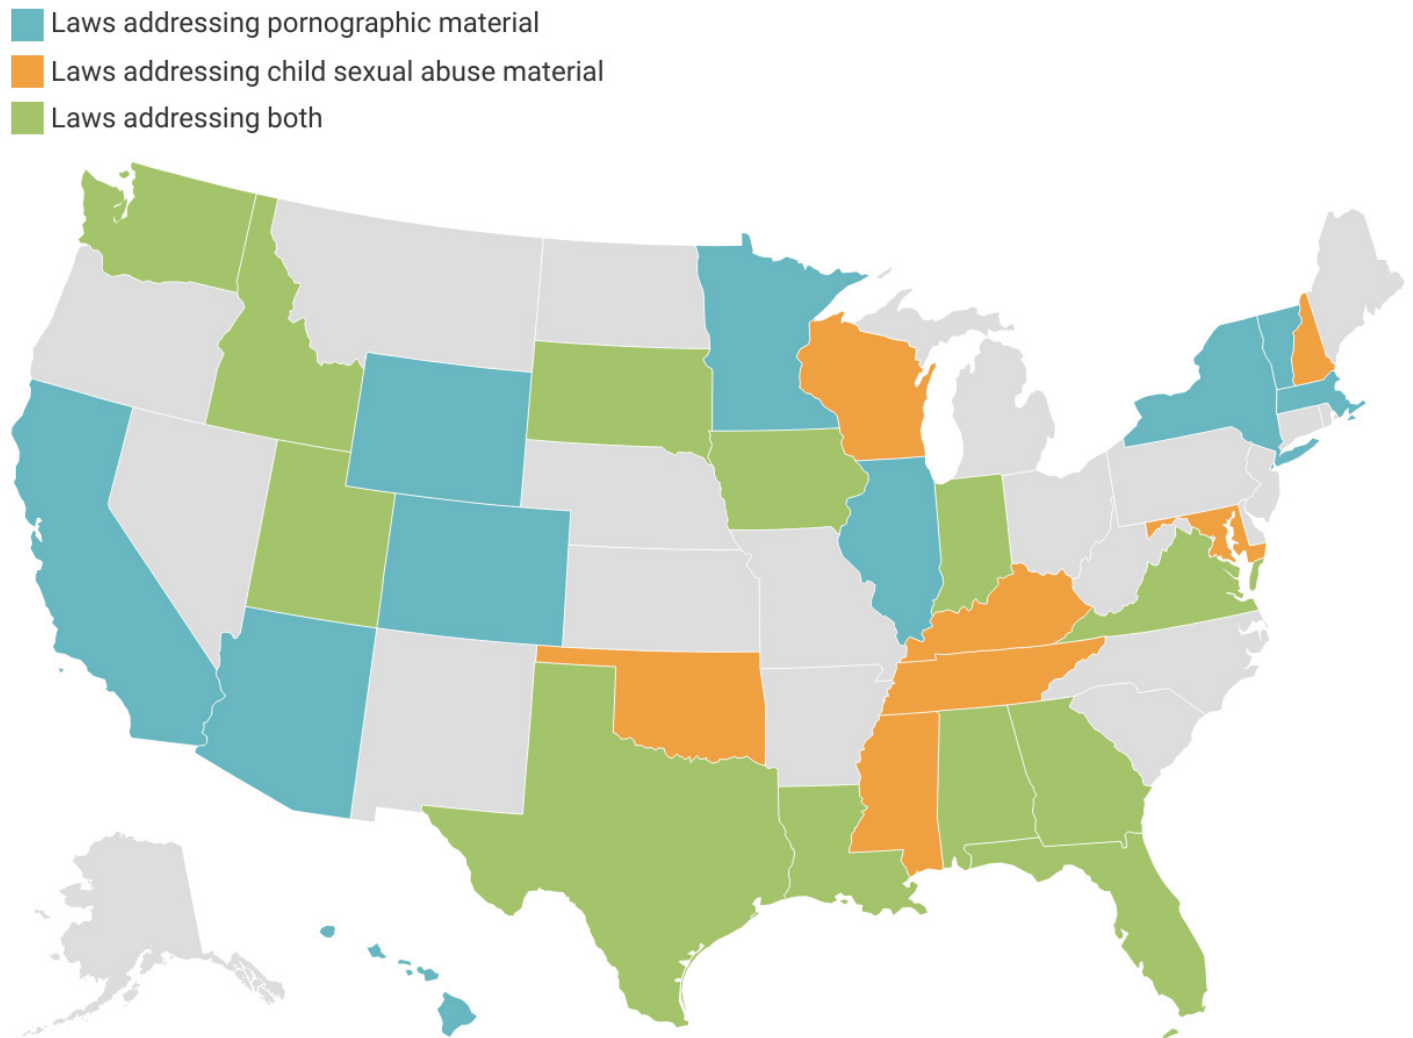 Laws addressing pornographic material
Laws addressing child sexual abuse material
Laws addressing both